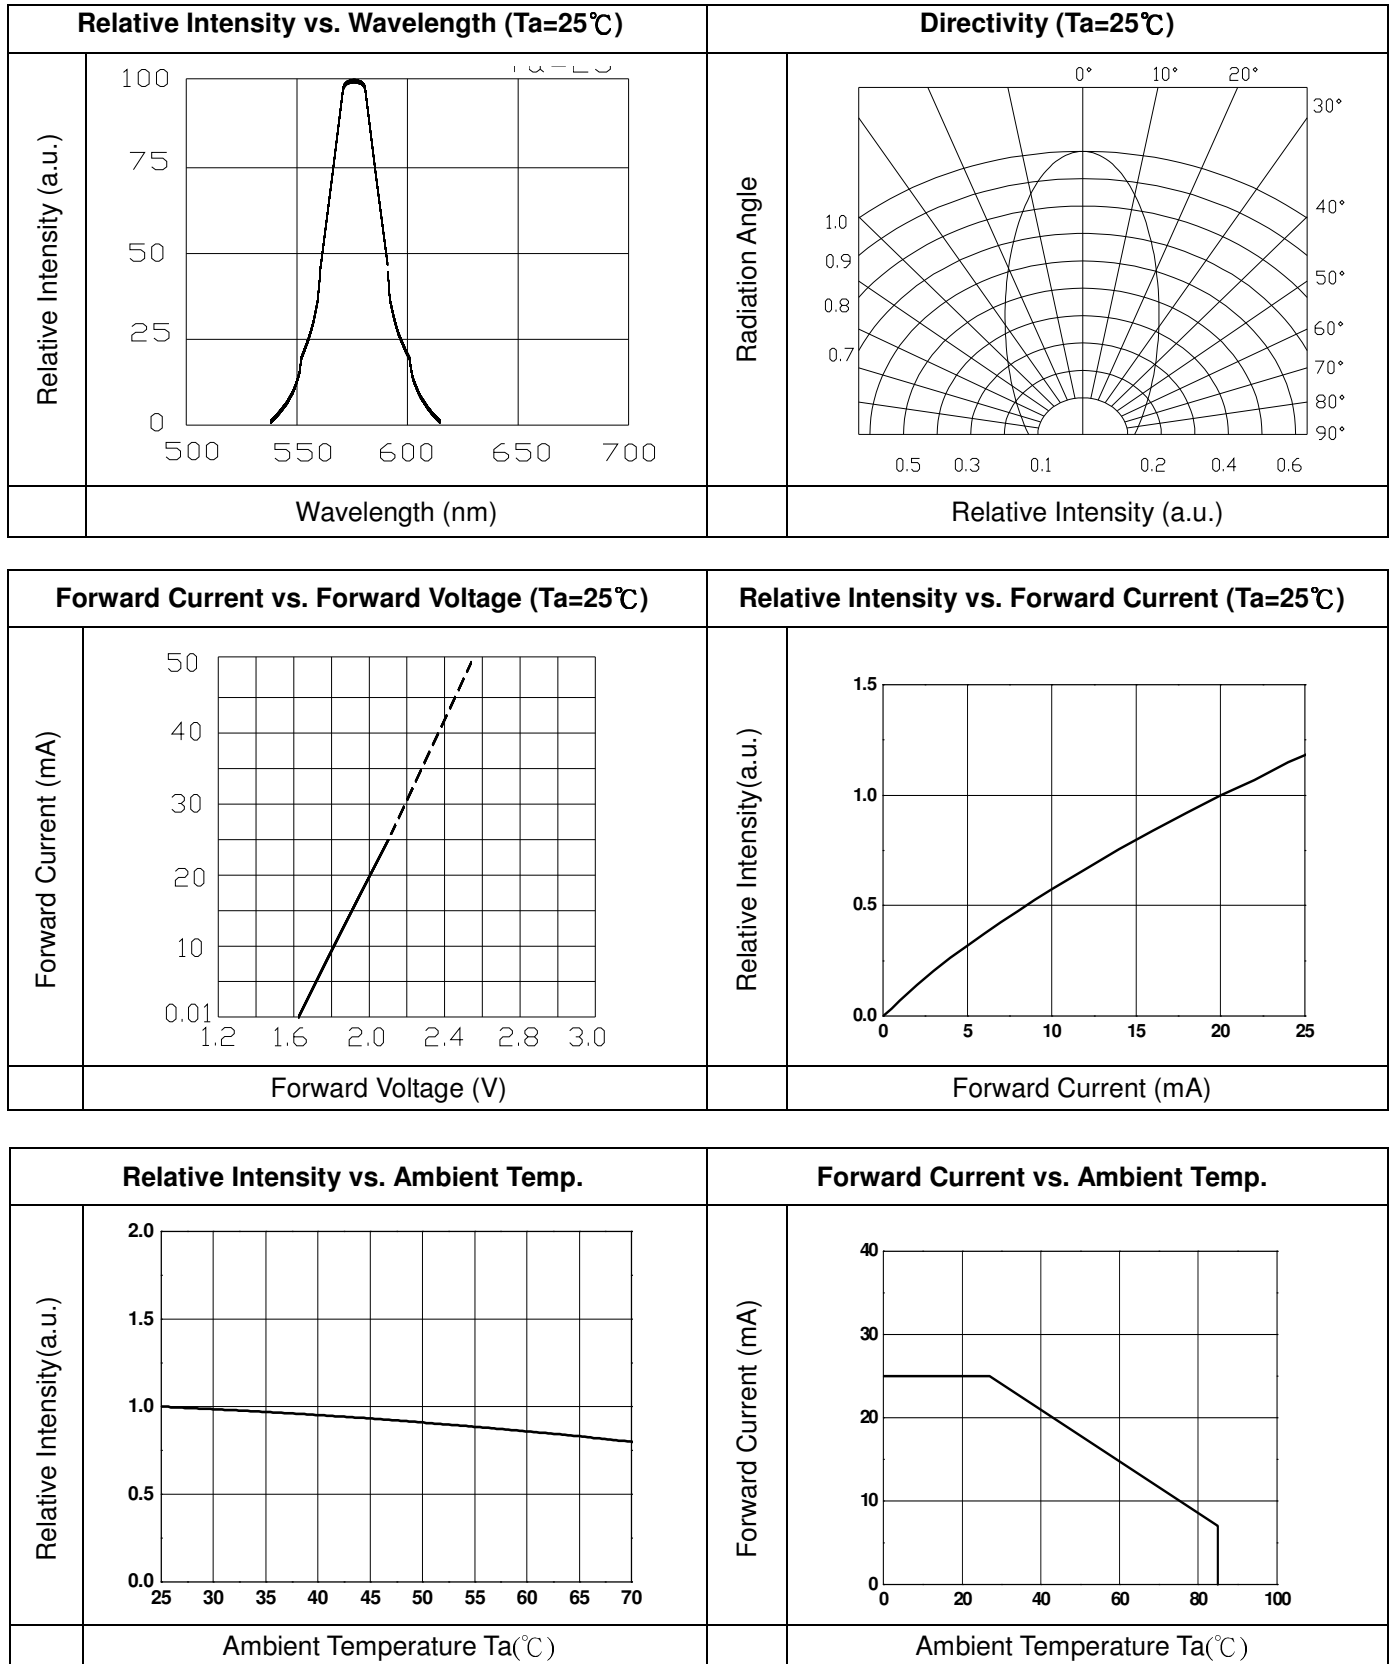 Relative Intensity vs. Wavelength (Ta=25℃)
Directivity (Ta=25℃)
Relative Intensity (a.u.)
100
75
50
25
0
500 550 600 650 700
Wavelength (nm)
Radiation Angle
0° 10° 20°
30°
40°
50°
60°
70°
80°
90°
1.0
0.9
0.8
0.7
0.5 0.3 0.1 0.2 0.4 0.6
Relative Intensity (a.u.)
Forward Current vs. Forward Voltage (Ta=25℃)
Relative Intensity vs. Forward Current (Ta=25℃)
Forward Current (mA)
50
40
30
20
10
0.01
1.2 1.6 2.0 2.4 2.8 3.0
Forward Voltage (V)
Relative Intensity(a.u.)
1.5
1.0
0.5
0.0
0 5 10 15 20 25
Forward Current (mA)
Relative Intensity vs. Ambient Temp.
Forward Current vs. Ambient Temp.
Relative Intensity(a.u.)
2.0
1.5
1.0
0.5
0.0
25 30 35 40 45 50 55 60 65 70
Ambient Temperature Ta(℃)
Forward Current (mA)
40
30
20
10
0
0 20 40 60 80 100
Ambient Temperature Ta(℃)